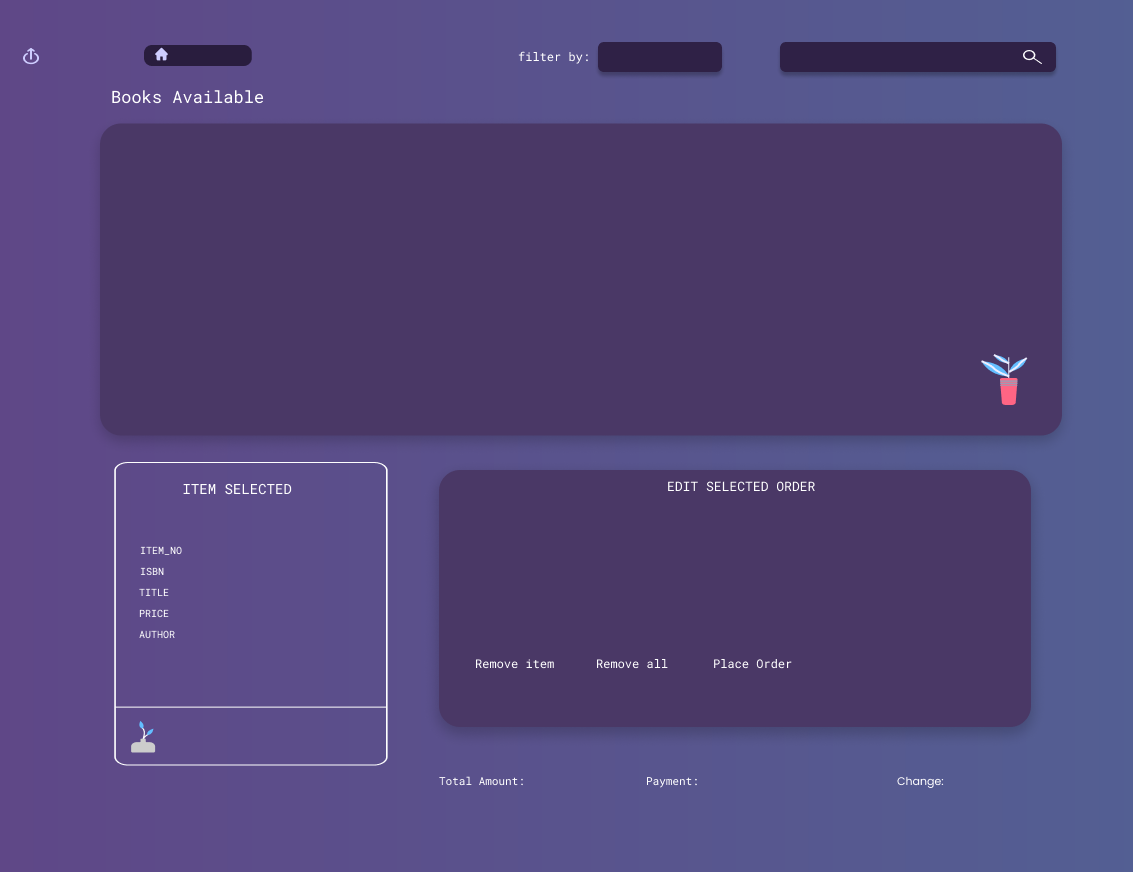 filter by:
Books Available
ITEM SELECTED
ITEM_NO
ISBN
TITLE
PRICE
AUTHOR
EDIT SELECTED ORDER
Remove item Remove all Place Order
Total Amount: Payment: Change: